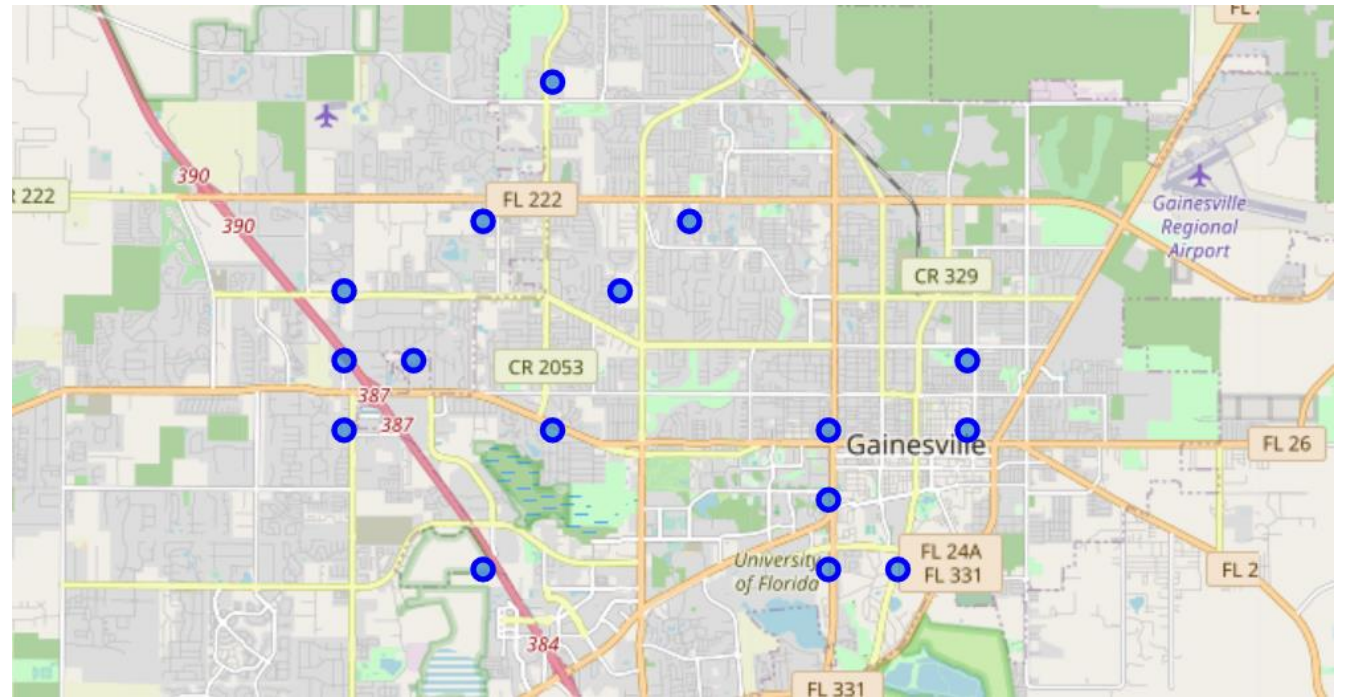 FL
390
R 222
FL 222
390
Gainesville
Regional
Airport
CR 329
CR 2053
387
387
Gainesville
FL 26
University
of Florida
FL 24A
FL 331
FL 2
384
FL 331